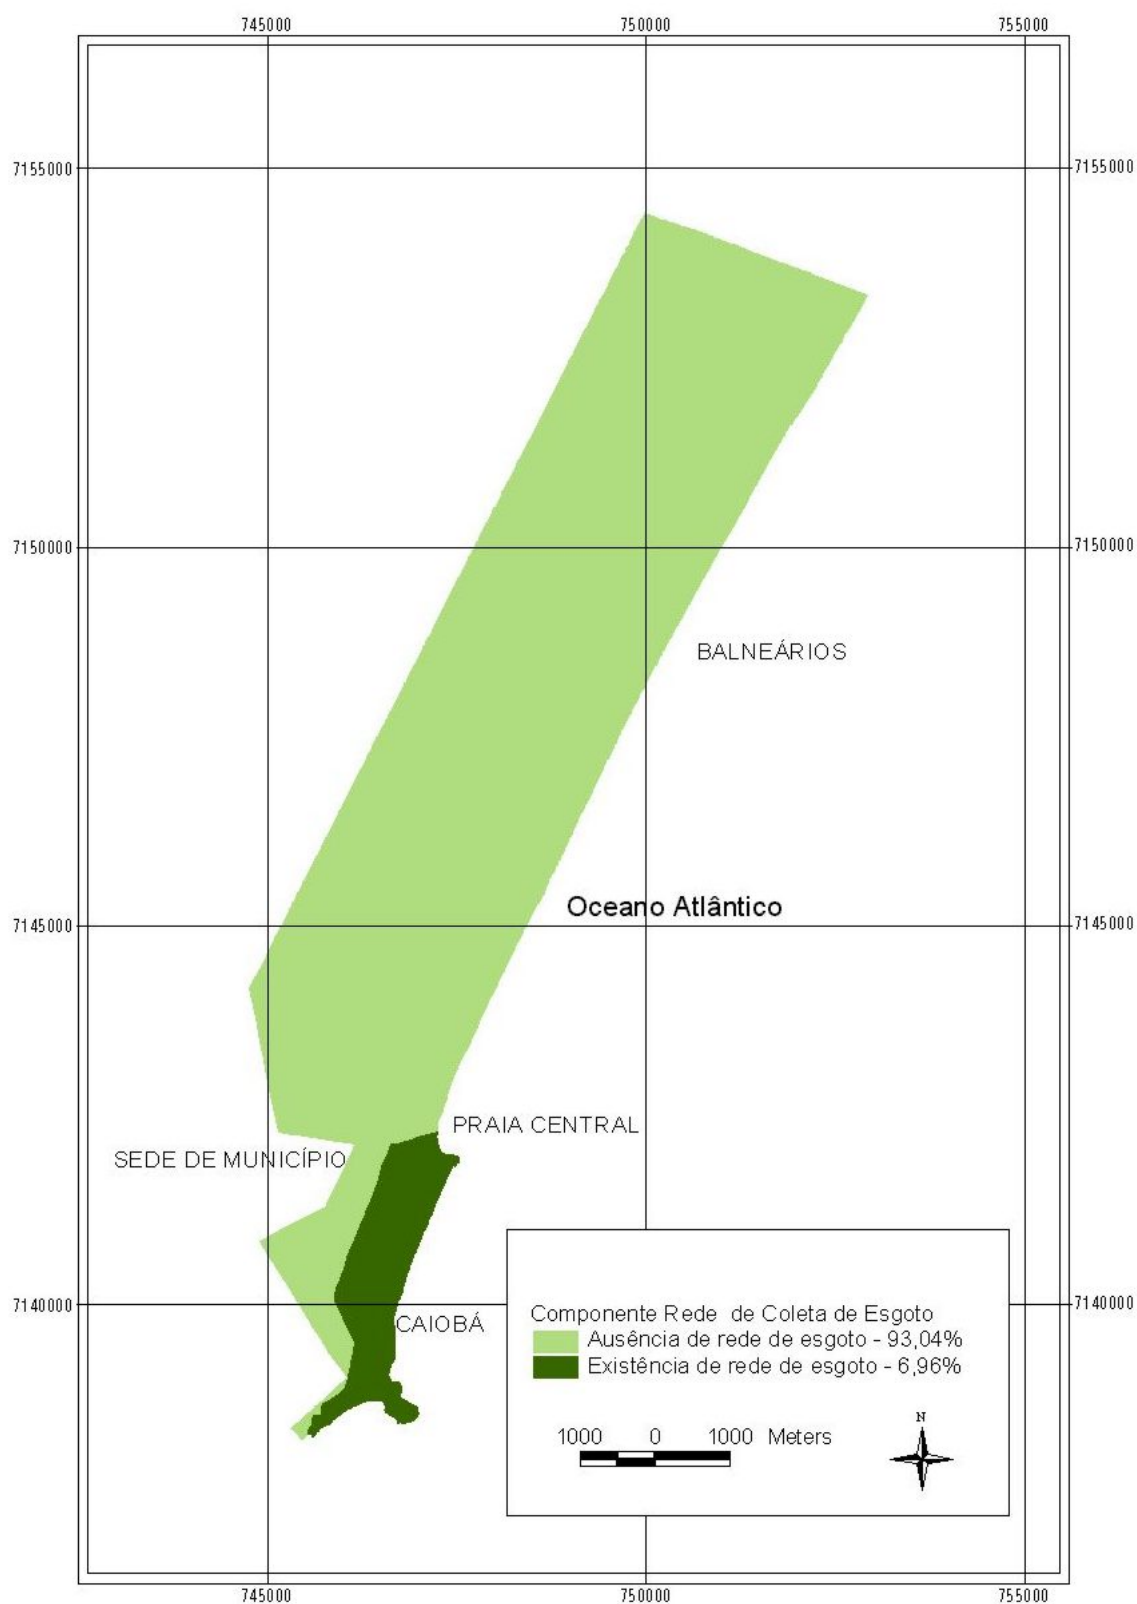 745000 750000 755000
7155000 7155000
7150000 7150000
BALNEÁRIOS
Oceano Atlântico
7145000 7145000
PRAIA CENTRAL
SEDE DE MUNICÍPIO
7140000 7140000
CAIOBÁ
Componente Rede de Coleta de Esgoto
Ausência de rede de esgoto - 93,04%
Existência de rede de esgoto - 6,96%
N
1000 0 1000 Meters
745000 750000 755000